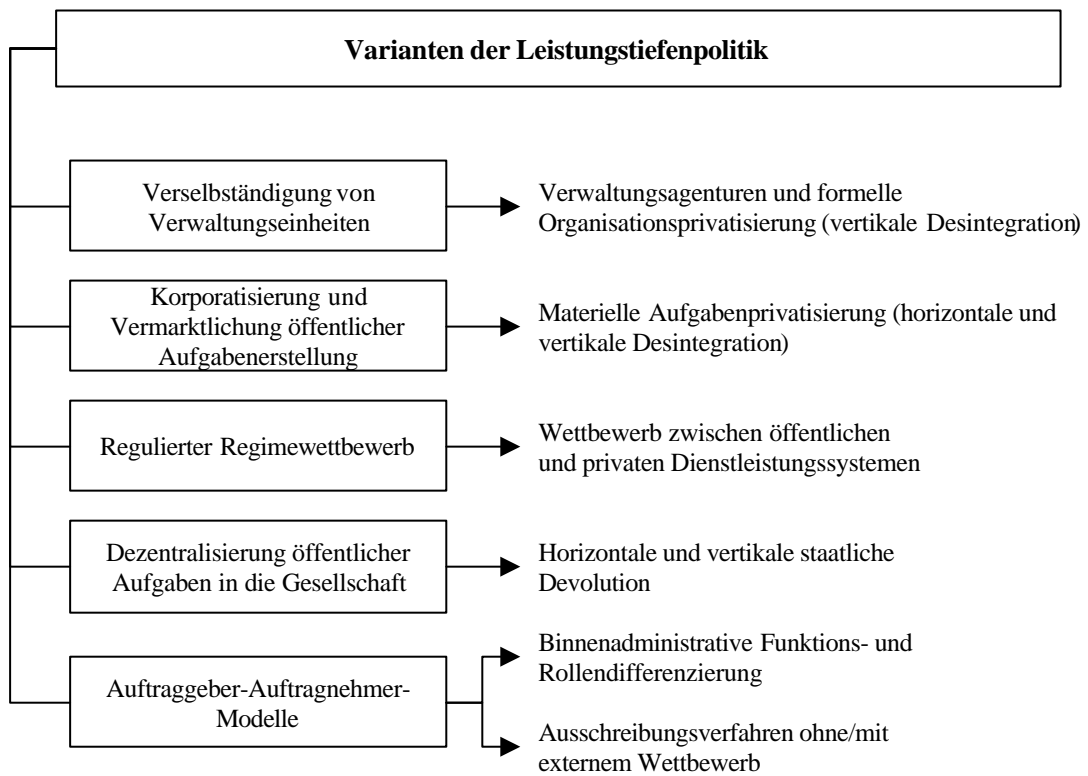 Varianten der Leistungstiefenpolitik
Verselbständigung von
Verwaltungseinheiten
Verwaltungsagenturen und formelle
Organisationsprivatisierung (vertikale Desintegration)
Korporatisierung und
Vermarktlichung öffentlicher
Aufgabenerstellung
Materielle Aufgabenprivatisierung (horizontale und
vertikale Desintegration)
Regulierter Regimewettbewerb
Wettbewerb zwischen öffentlichen
und privaten Dienstleistungssystemen
Dezentralisierung öffentlicher
Aufgaben in die Gesellschaft
Horizontale und vertikale staatliche
Devolution
Auftraggeber-Auftragnehmer-
Modelle
Binnenadministrative Funktions- und
Rollendifferenzierung
Ausschreibungsverfahren ohne/mit
externem Wettbewerb